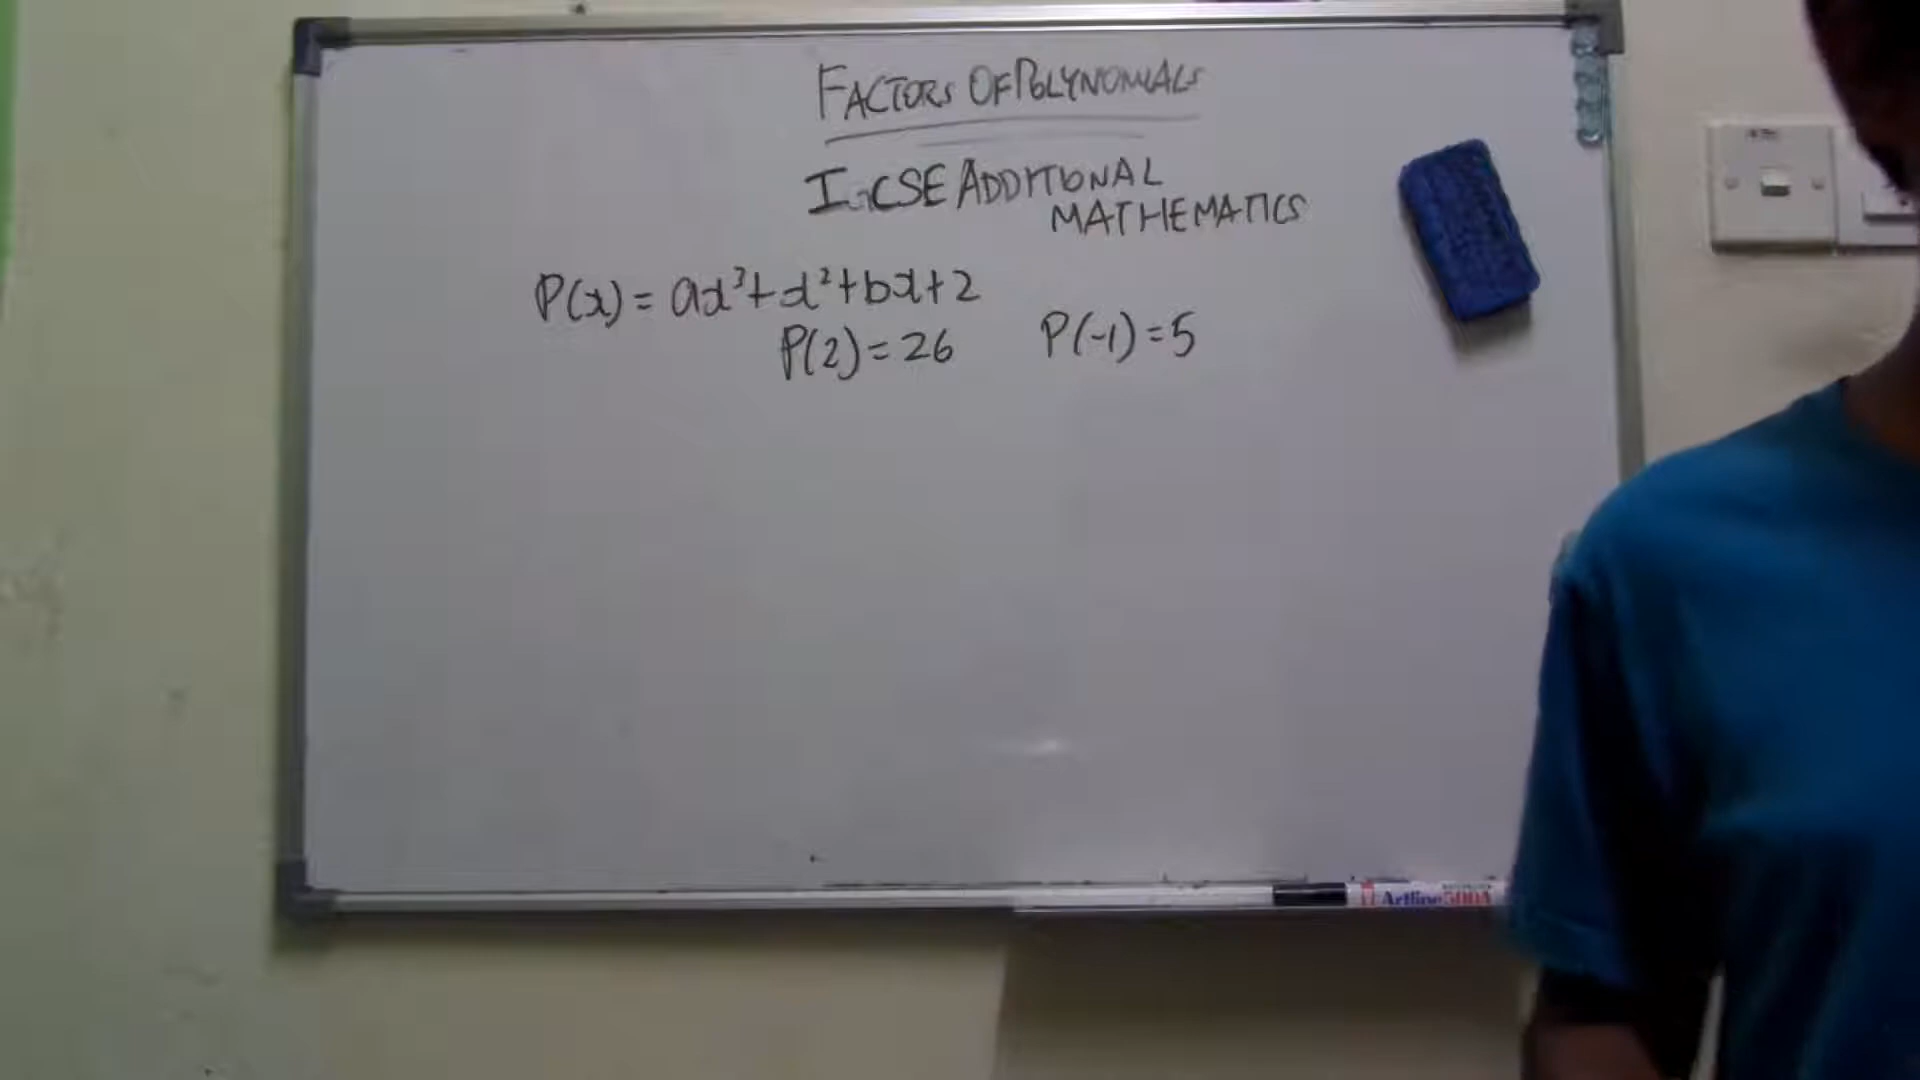 FACTORS OF POLYNOMIALS
IGCSE ADDITIONAL
MATHEMATICS
P(x) = ax³+x²+bx+2
P(2)=26 P(-1)=5
Artline 500A